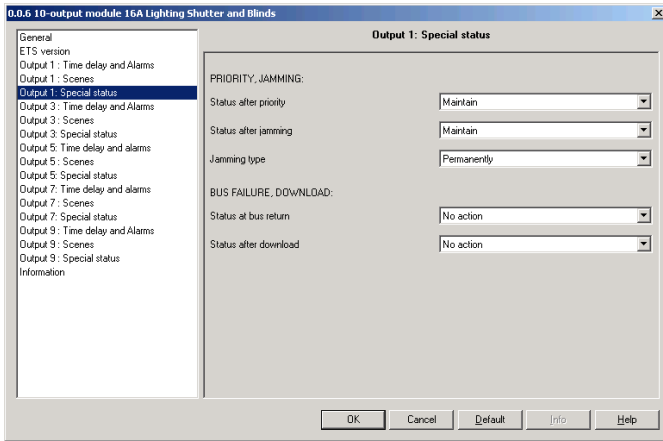 0.0.6 10-output module 16A Lighting Shutter and Blinds
General
ETS version
Output 1 : Time delay and Alarms
Output 1 : Scenes
Output 1: Special status
Output 3 : Time delay and Alarms
Output 3 : Scenes
Output 3: Special status
Output 5: Time delay and alarms
Output 5 : Scenes
Output 5: Special status
Output 7: Time delay and alarms
Output 7 : Scenes
Output 7: Special status
Output 9 : Time delay and Alarms
Output 9 : Scenes
Output 9 : Special status
Information
Output 1: Special status
PRIORITY, JAMMING:
Status after priority Maintain
Status after jamming Maintain
Jamming type Permanently
BUS FAILURE, DOWNLOAD:
Status at bus return No action
Status after download No action
OK Cancel Default Info Help